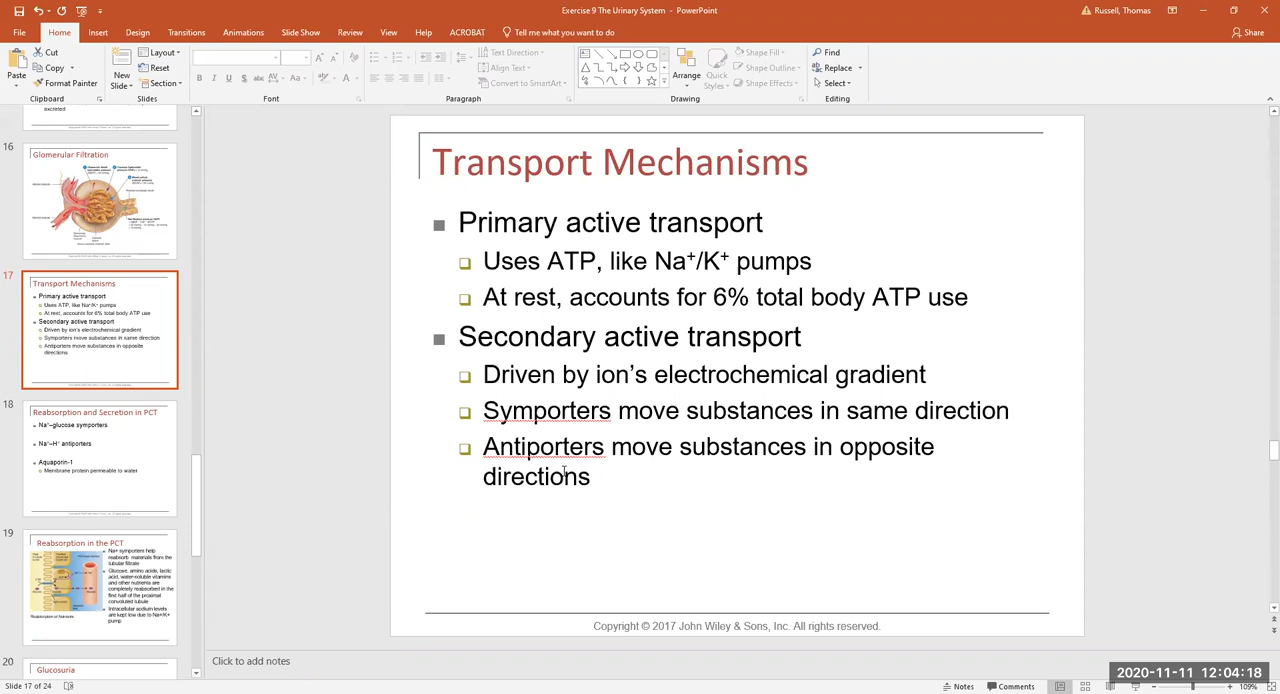 Exercise 9 The Urinary System - PowerPoint
Russell, Thomas
File Home Insert Design Transitions Animations Slide Show Review View Help ACROBAT Tell me what you want to do
Share
Paste
Cut
Copy
Format Painter
Clipboard
New
Slide
Layout
Reset
Section
Slides
B I U S abc AV Aa A
Font
Text Direction
Align Text
Convert to SmartArt
Paragraph
Arrange
Quick
Styles
Shape Fill
Shape Outline
Shape Effects
Drawing
Find
Replace
Select
Editing
excreted
16
Glomerular Filtration
17
Transport Mechanisms
Primary active transport
Uses ATP, like Na+/K+ pumps
At rest, accounts for 6% total body ATP use
Secondary active transport
Driven by ion's electrochemical gradient
Symporters move substances in same direction
Antiporters move substances in opposite
directions
18
Reabsorption and Secretion in PCT
Na+–glucose symporters
Na+–H+ antiporters
Aquaporin-1
Membrane protein permeable to water
19
Reabsorption in the PCT
Na+ symporters help
reabsorb materials from the
tubular filtrate
Glucose, amino acids, lactic
acid, water-soluble vitamins
and other nutrients are
completely reabsorbed in the
first half of the proximal
convoluted tubule
Intracellular sodium levels
are kept low due to Na+/K+
pump
Reabsorption of Nutrients
20
Glucosuria
Transport Mechanisms
Primary active transport
Uses ATP, like Na⁺/K⁺ pumps
At rest, accounts for 6% total body ATP use
Secondary active transport
Driven by ion’s electrochemical gradient
Symporters move substances in same direction
Antiporters move substances in opposite
directions
Copyright © 2017 John Wiley & Sons, Inc. All rights reserved.
Click to add notes
2020-11-11 12:04:18
Slide 17 of 24
Notes
Comments
109%